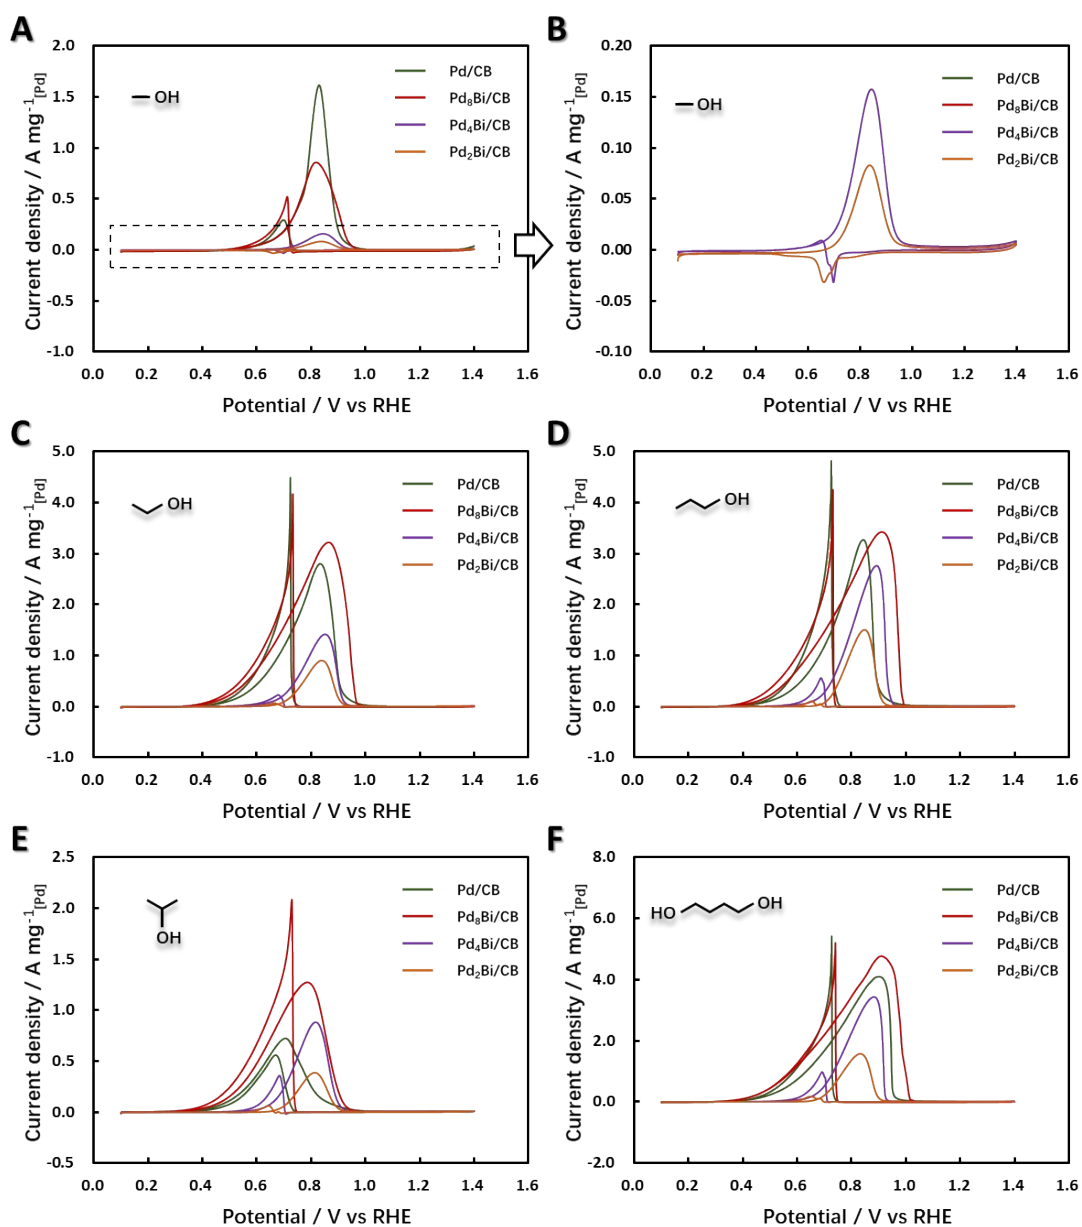 A
Current density / A mg⁻¹[Pd]
2.0
1.5
1.0
0.5
0.0
-0.5
-1.0
OH
Pd/CB
Pd₈Bi/CB
Pd₄Bi/CB
Pd₂Bi/CB
0.0 0.2 0.4 0.6 0.8 1.0 1.2 1.4 1.6
Potential / V vs RHE
B
Current density / A mg⁻¹[Pd]
0.20
0.15
0.10
0.05
0.00
-0.05
-0.10
OH
Pd/CB
Pd₈Bi/CB
Pd₄Bi/CB
Pd₂Bi/CB
0.0 0.2 0.4 0.6 0.8 1.0 1.2 1.4 1.6
Potential / V vs RHE
C
Current density / A mg⁻¹[Pd]
5.0
4.0
3.0
2.0
1.0
0.0
-1.0
OH
Pd/CB
Pd₈Bi/CB
Pd₄Bi/CB
Pd₂Bi/CB
0.0 0.2 0.4 0.6 0.8 1.0 1.2 1.4 1.6
Potential / V vs RHE
D
Current density / A mg⁻¹[Pd]
5.0
4.0
3.0
2.0
1.0
0.0
-1.0
OH
Pd/CB
Pd₈Bi/CB
Pd₄Bi/CB
Pd₂Bi/CB
0.0 0.2 0.4 0.6 0.8 1.0 1.2 1.4 1.6
Potential / V vs RHE
E
Current density / A mg⁻¹[Pd]
2.5
2.0
1.5
1.0
0.5
0.0
-0.5
OH
Pd/CB
Pd₈Bi/CB
Pd₄Bi/CB
Pd₂Bi/CB
0.0 0.2 0.4 0.6 0.8 1.0 1.2 1.4 1.6
Potential / V vs RHE
F
Current density / A mg⁻¹[Pd]
8.0
6.0
4.0
2.0
0.0
-2.0
HO OH
Pd/CB
Pd₈Bi/CB
Pd₄Bi/CB
Pd₂Bi/CB
0.0 0.2 0.4 0.6 0.8 1.0 1.2 1.4 1.6
Potential / V vs RHE